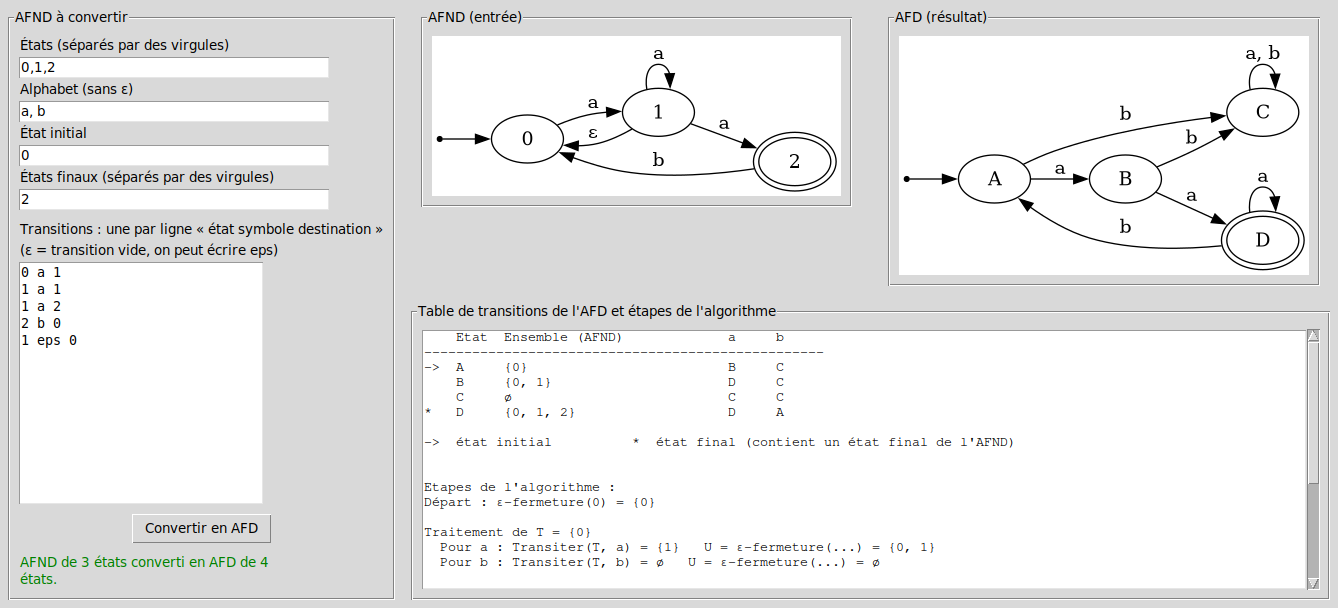 AFND à convertir
États (séparés par des virgules)
0,1,2
Alphabet (sans ε)
a, b
État initial
0
États finaux (séparés par des virgules)
2
Transitions : une par ligne « état symbole destination »
(ε = transition vide, on peut écrire eps)
0 a 1
1 a 1
1 a 2
2 b 0
1 eps 0
Convertir en AFD
AFND de 3 états converti en AFD de 4
états.
AFND (entrée)
a
1
a
0
ε
a
b
2
AFD (résultat)
a, b
C
b
b
A
a
B
a
a
b
D
Table de transitions de l'AFD et étapes de l'algorithme
Etat Ensemble (AFND) a b
--------------------------------------------------
-> A {0} B C
B {0, 1} D C
C ø C C
* D {0, 1, 2} D A
-> état initial * état final (contient un état final de l'AFND)
Etapes de l'algorithme :
Départ : ε-fermeture(0) = {0}
Traitement de T = {0}
Pour a : Transiter(T, a) = {1} U = ε-fermeture(...) = {0, 1}
Pour b : Transiter(T, b) = ø U = ε-fermeture(...) = ø